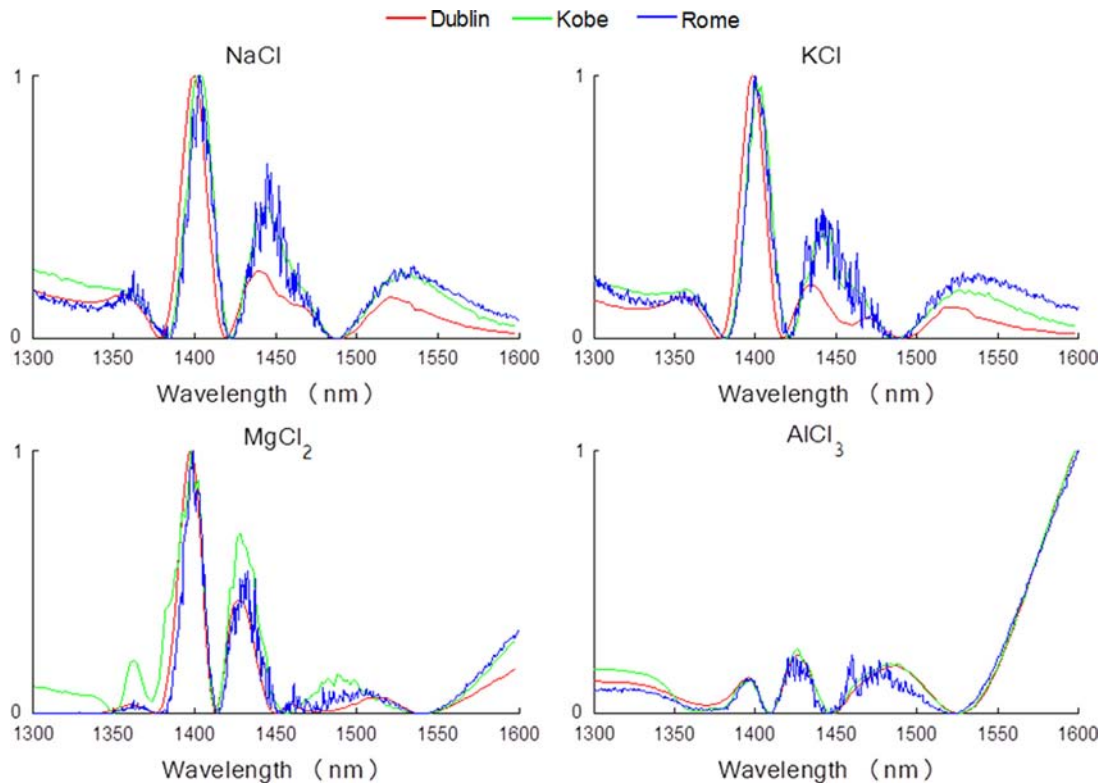 Dublin Kobe Rome
NaCl KCl
1 1
0 0
1300 1350 1400 1450 1500 1550 1600 1300 1350 1400 1450 1500 1550 1600
Wavelength （nm） Wavelength （nm）
MgCl2 AlCl3
1 1
0 0
1300 1350 1400 1450 1500 1550 1600 1300 1350 1400 1450 1500 1550 1600
Wavelength （nm） Wavelength （nm）